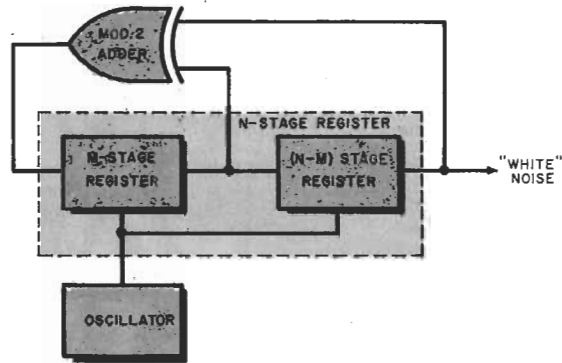 MOD-2
ADDER
N-STAGE REGISTER
M-STAGE
REGISTER
(N-M) STAGE
REGISTER
"WHITE"
NOISE
OSCILLATOR